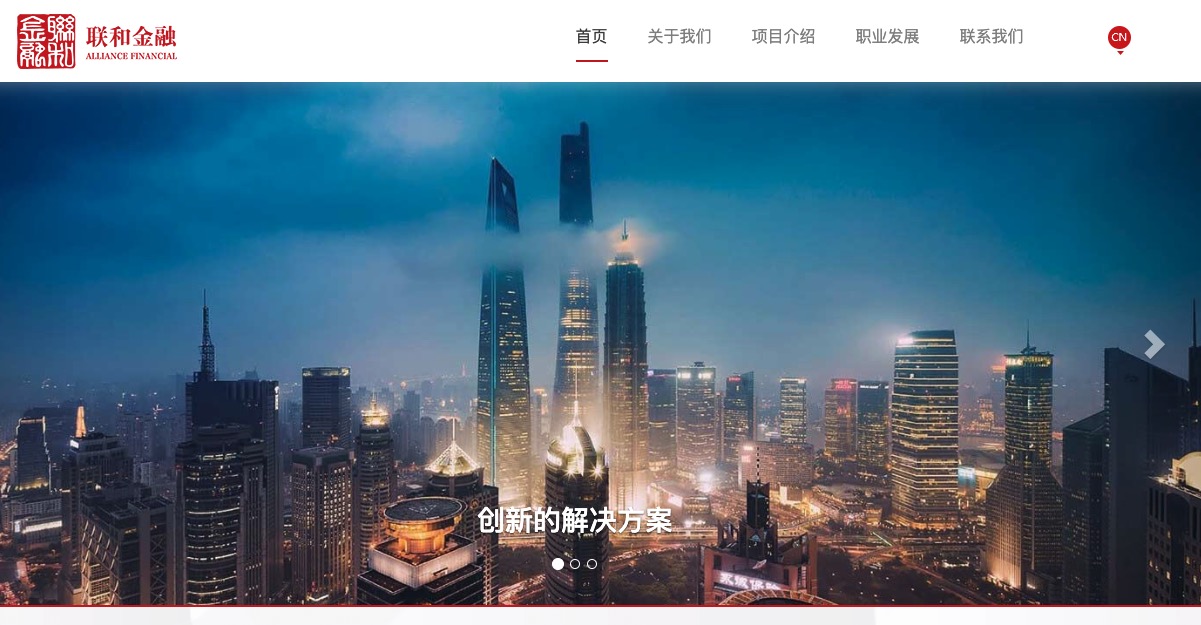 金聯
融和
联和金融
ALLIANCE FINANCIAL
首页
关于我们
项目介绍
职业发展
联系我们
CN
创新的解决方案